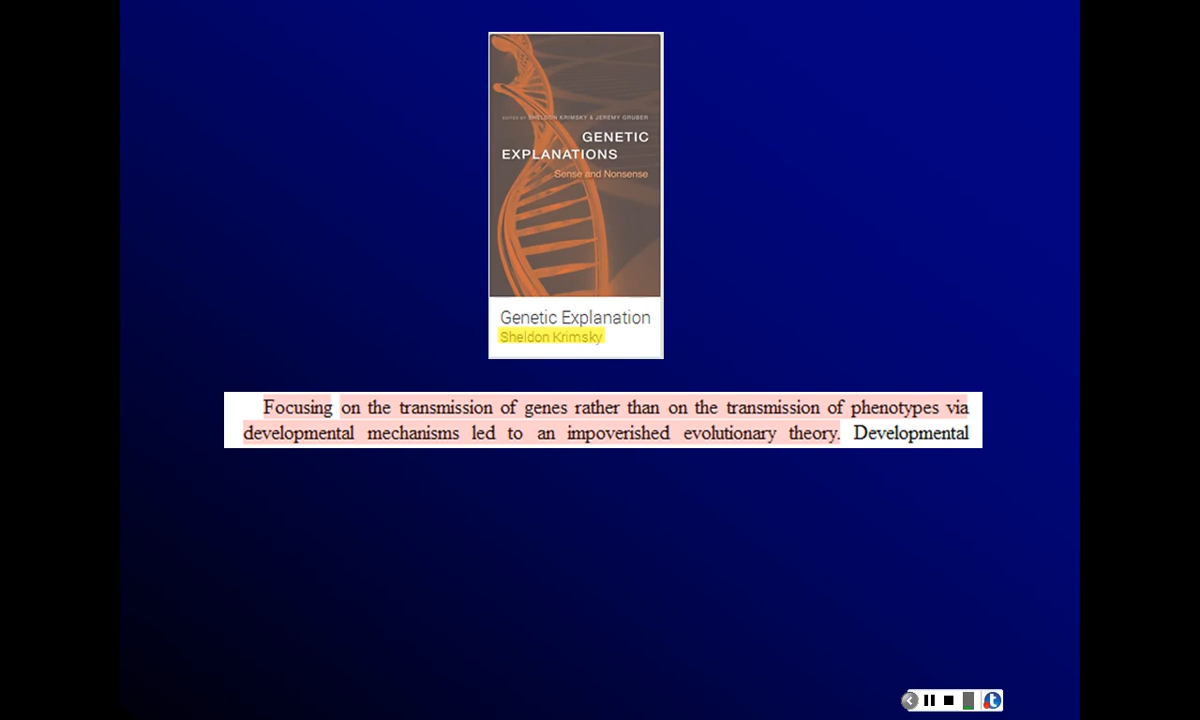 EDITED BY SHELDON KRIMSKY & JEREMY GRUBER
GENETIC
EXPLANATIONS
Sense and Nonsense
Genetic Explanation
Sheldon Krimsky
Focusing on the transmission of genes rather than on the transmission of phenotypes via
developmental mechanisms led to an impoverished evolutionary theory. Developmental